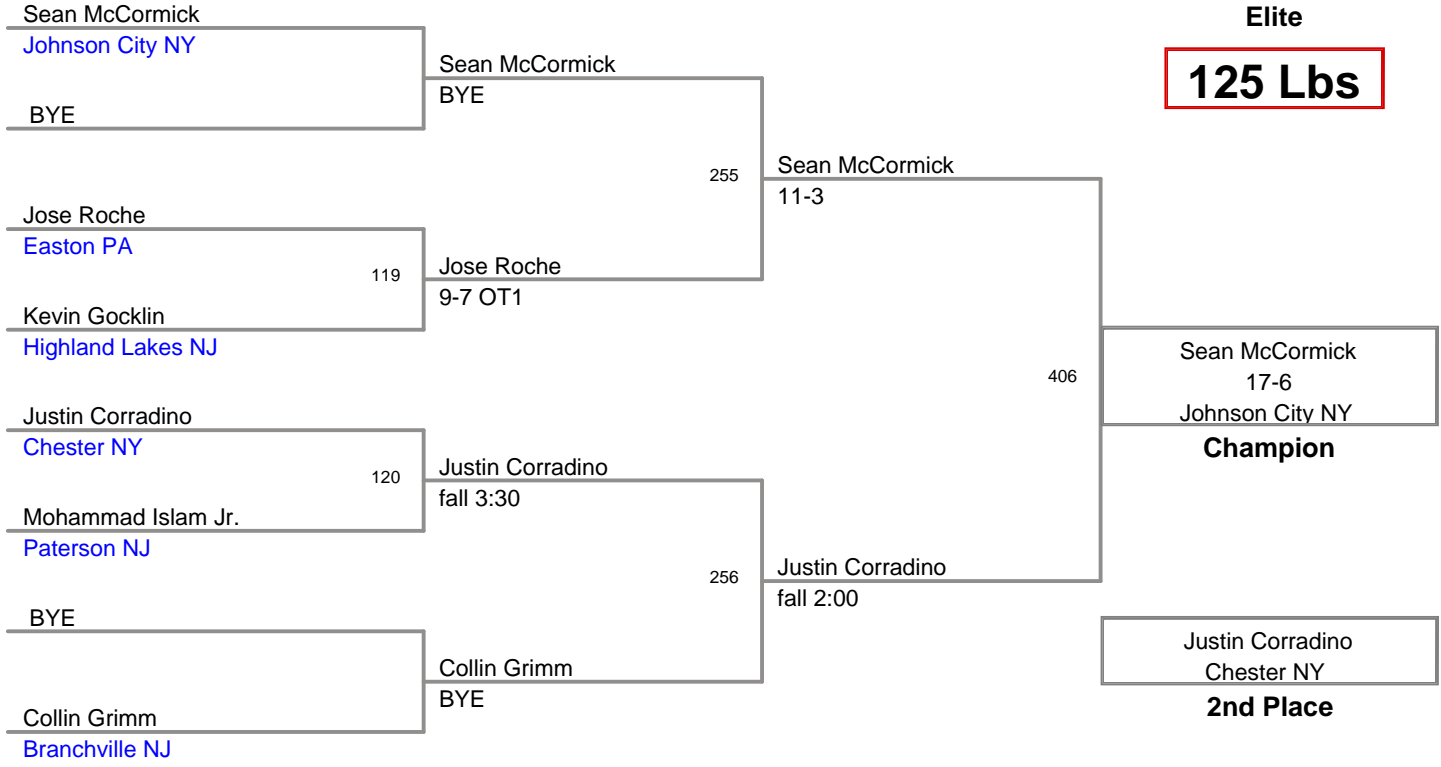 Sean McCormick
Johnson City NY
BYE
Jose Roche
Easton PA
119
Kevin Gocklin
Highland Lakes NJ
Justin Corradino
Chester NY
120
Mohammad Islam Jr.
Paterson NJ
BYE
Collin Grimm
Branchville NJ
Sean McCormick
BYE
255
Jose Roche
9-7 OT1
Justin Corradino
fall 3:30
256
Collin Grimm
BYE
Sean McCormick
11-3
406
Justin Corradino
fall 2:00
Elite
125 Lbs
Sean McCormick
17-6
Johnson City NY
Champion
Justin Corradino
Chester NY
2nd Place